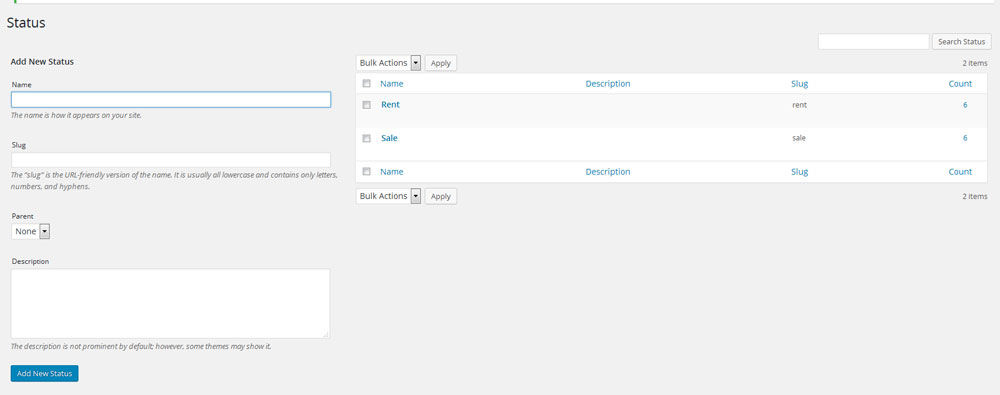 Status
Search Status
Add New Status
Bulk Actions Apply 2 items
Name
Name Description Slug Count
Rent rent 6
The name is how it appears on your site.
Slug
Sale sale 6
The "slug" is the URL-friendly version of the name. It is usually all lowercase and contains only letters,
numbers, and hyphens.
Name Description Slug Count
Bulk Actions Apply 2 items
Parent
None
Description
The description is not prominent by default; however, some themes may show it.
Add New Status